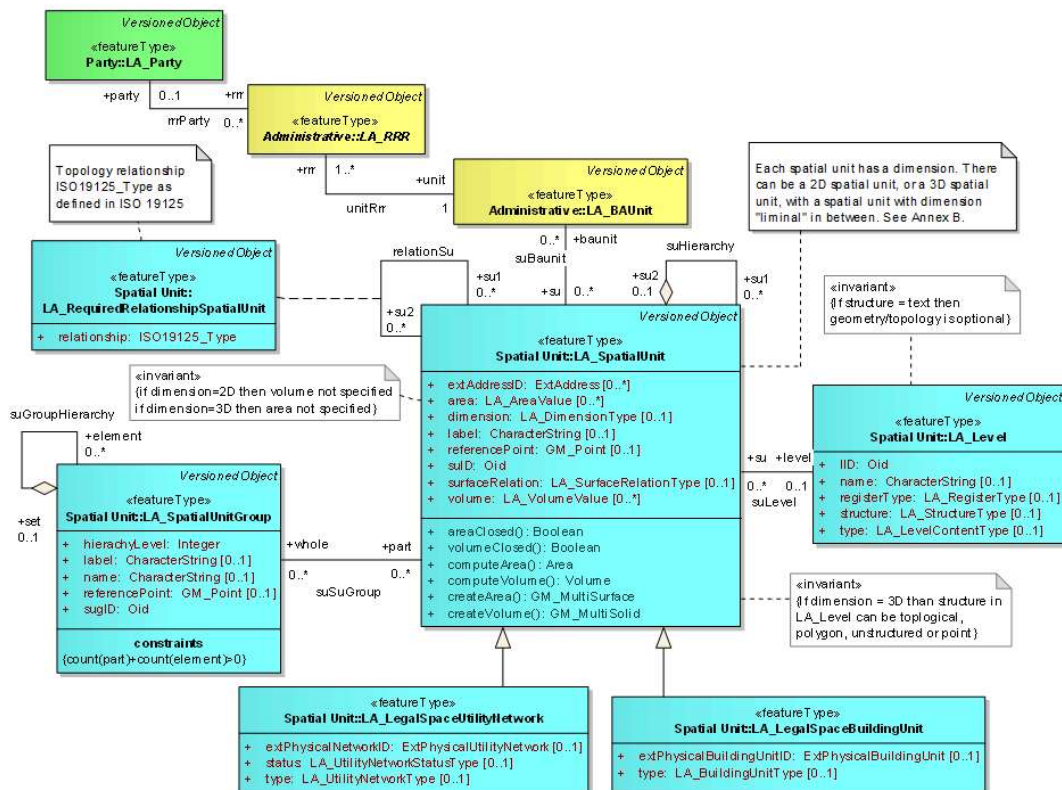 VersionedObject
«featureType»
Party::LA_Party
+party
0..1
+rrr
rrrParty
0..*
VersionedObject
«featureType»
Administrative::LA_RRR
+rrr
1..*
+unit
unitRrr
1
VersionedObject
«featureType»
Administrative::LA_BAUnit
0..*
+baunit
suBaunit
+su
0..*
Topology relationship
ISO19125_Type as
defined in ISO 19125
Each spatial unit has a dimension. There
can be a 2D spatial unit, or a 3D spatial
unit, with a spatial unit with dimension
"liminal" in between. See Annex B.
VersionedObject
«featureType»
Spatial Unit::
LA_RequiredRelationshipSpatialUnit
+ relationship: ISO19125_Type
relationSu
+su1
0..*
+su2
0..*
suHierarchy
+su2
0..1
+su1
0..*
«invariant»
{If structure = text then
geometry/topology is optional}
«invariant»
{if dimension=2D then volume not specified
if dimension=3D then area not specified}
VersionedObject
«featureType»
Spatial Unit::LA_SpatialUnit
+ extAddressID: ExtAddress [0..*]
+ area: LA_AreaValue [0..*]
+ dimension: LA_DimensionType [0..1]
+ label: CharacterString [0..1]
+ referencePoint: GM_Point [0..1]
+ suID: Oid
+ surfaceRelation: LA_SurfaceRelationType [0..1]
+ volume: LA_VolumeValue [0..*]
+ areaClosed(): Boolean
+ volumeClosed(): Boolean
+ computeArea(): Area
+ computeVolume(): Volume
+ createArea(): GM_MultiSurface
+ createVolume(): GM_MultiSolid
+su
0..*
+level
0..1
suLevel
VersionedObject
«featureType»
Spatial Unit::LA_Level
+ lID: Oid
+ name: CharacterString [0..1]
+ registerType: LA_RegisterType [0..1]
+ structure: LA_StructureType [0..1]
+ type: LA_LevelContentType [0..1]
suGroupHierarchy
+element
0..*
+set
0..1
VersionedObject
«featureType»
Spatial Unit::LA_SpatialUnitGroup
+ hierachyLevel: Integer
+ label: CharacterString [0..1]
+ name: CharacterString [0..1]
+ referencePoint: GM_Point [0..1]
+ sugID: Oid
constraints
{count(part)+count(element)>0}
+whole
0..*
+part
0..*
suSuGroup
«invariant»
{If dimension = 3D than structure in
LA_Level can be toplogical,
polygon, unstructured or point}
«featureType»
Spatial Unit::LA_LegalSpaceUtilityNetwork
+ extPhysicalNetworkID: ExtPhysicalUtilityNetwork [0..1]
+ status: LA_UtilityNetworkStatusType [0..1]
+ type: LA_UtilityNetworkType [0..1]
«featureType»
Spatial Unit::LA_LegalSpaceBuildingUnit
+ extPhysicalBuildingUnitID: ExtPhysicalBuildingUnit [0..1]
+ type: LA_BuildingUnitType [0..1]